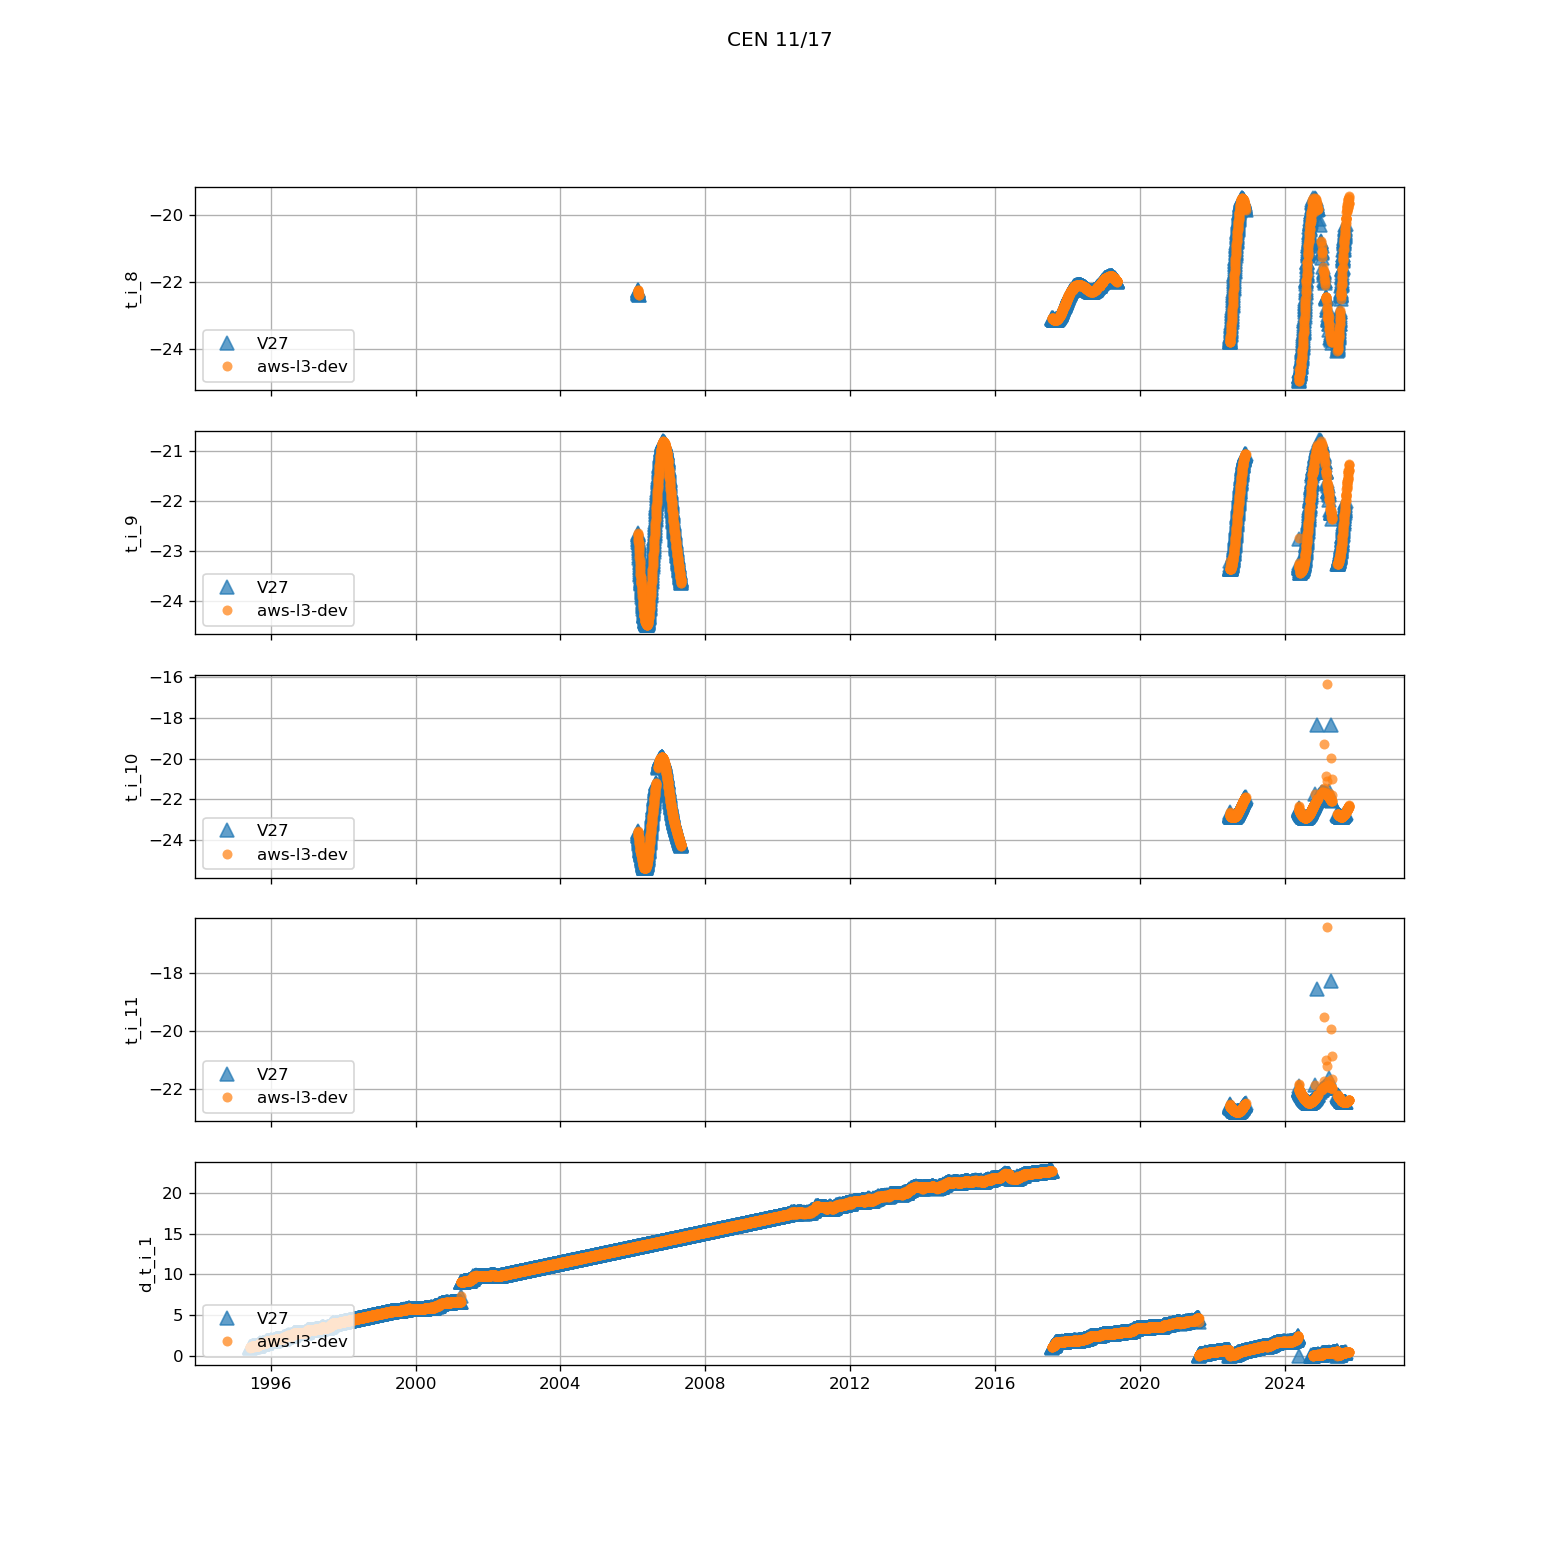 CEN 11/17
−20
−22
−24
t_i_8
V27
aws-l3-dev
−21
−22
−23
−24
t_i_9
V27
aws-l3-dev
−16
−18
−20
−22
−24
t_i_10
V27
aws-l3-dev
−18
−20
−22
t_i_11
V27
aws-l3-dev
20
15
10
5
0
d_t_i_1
V27
aws-l3-dev
1996 2000 2004 2008 2012 2016 2020 2024